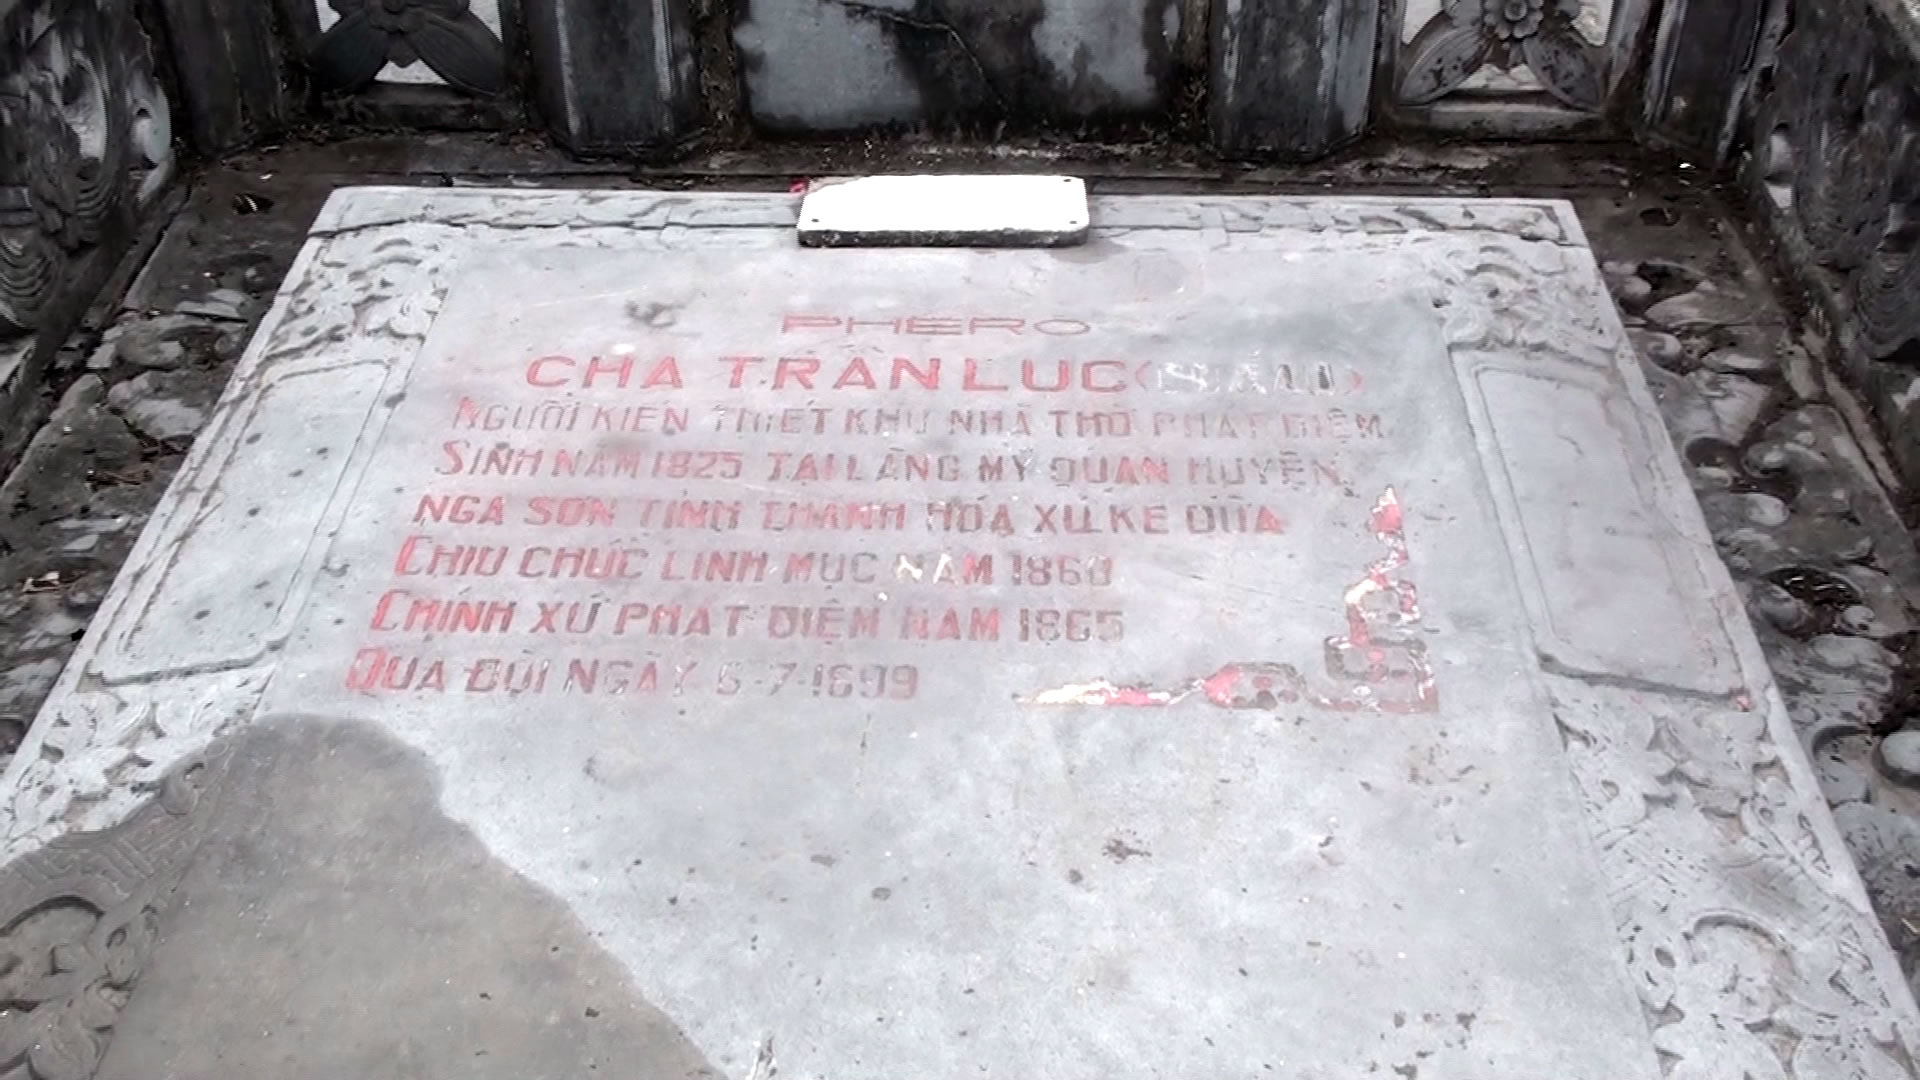 PHÊRÔ
CHA TRẦN LỤC
NGƯỜI KIẾN THIẾT KHU NHÀ THỜ PHÁT DIỆM
SINH NĂM 1825 TẠI LÀNG MỸ QUAN HUYỆN
NGA SƠN TỈNH THANH HÓA XỨ KẺ DỪA
CHỊU CHỨC LINH MỤC NĂM 1860
CHÍNH XỨ PHÁT DIỆM NĂM 1865
QUA ĐỜI NGÀY 6-7-1899